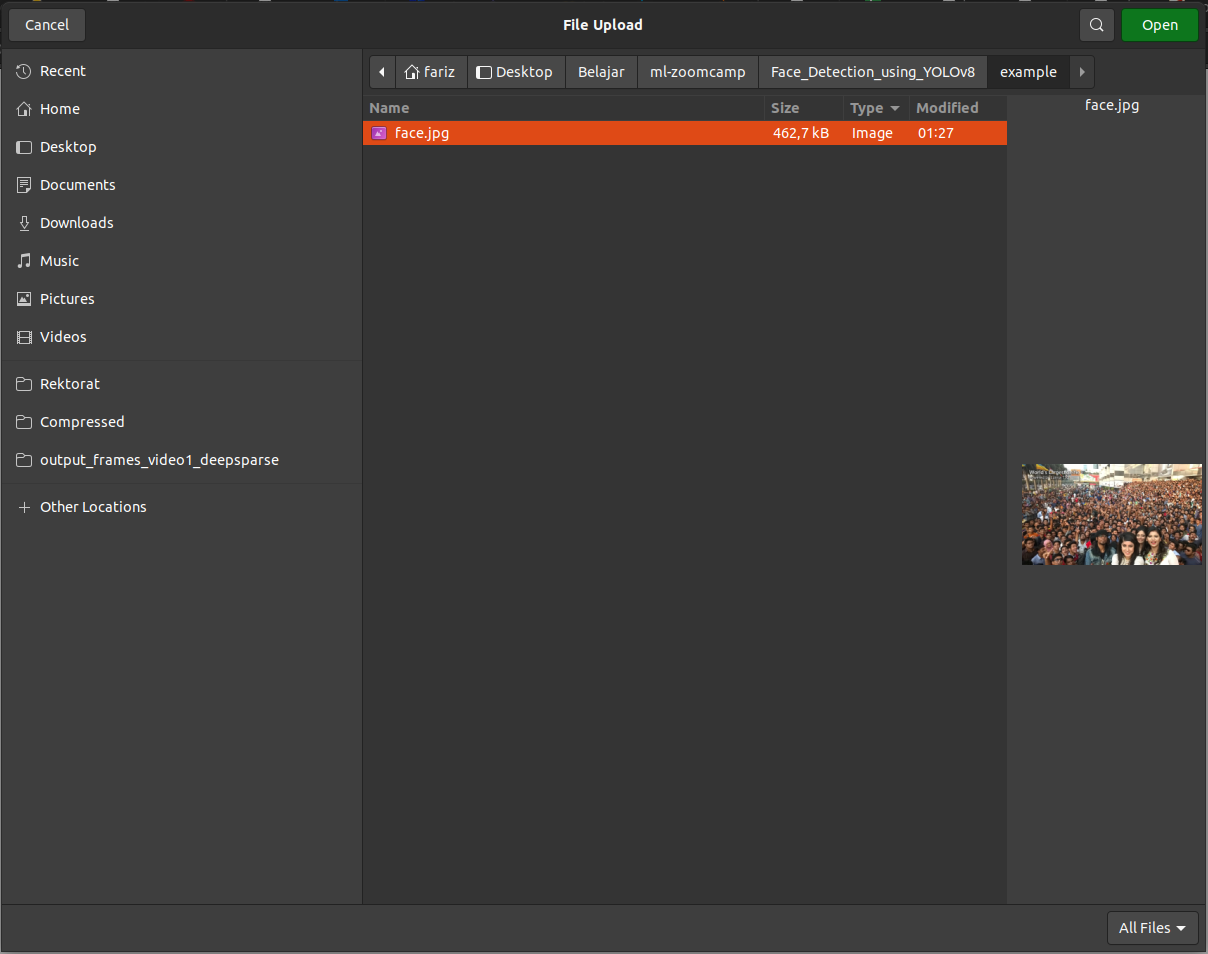 Cancel File Upload Open
fariz Desktop Belajar ml-zoomcamp Face_Detection_using_YOLOv8 example
Recent
Home
Desktop
Documents
Downloads
Music
Pictures
Videos
Rektorat
Compressed
output_frames_video1_deepsparse
Other Locations
Name Size Type Modified
face.jpg 462,7 kB Image 01:27
face.jpg
World's Largest
All Files